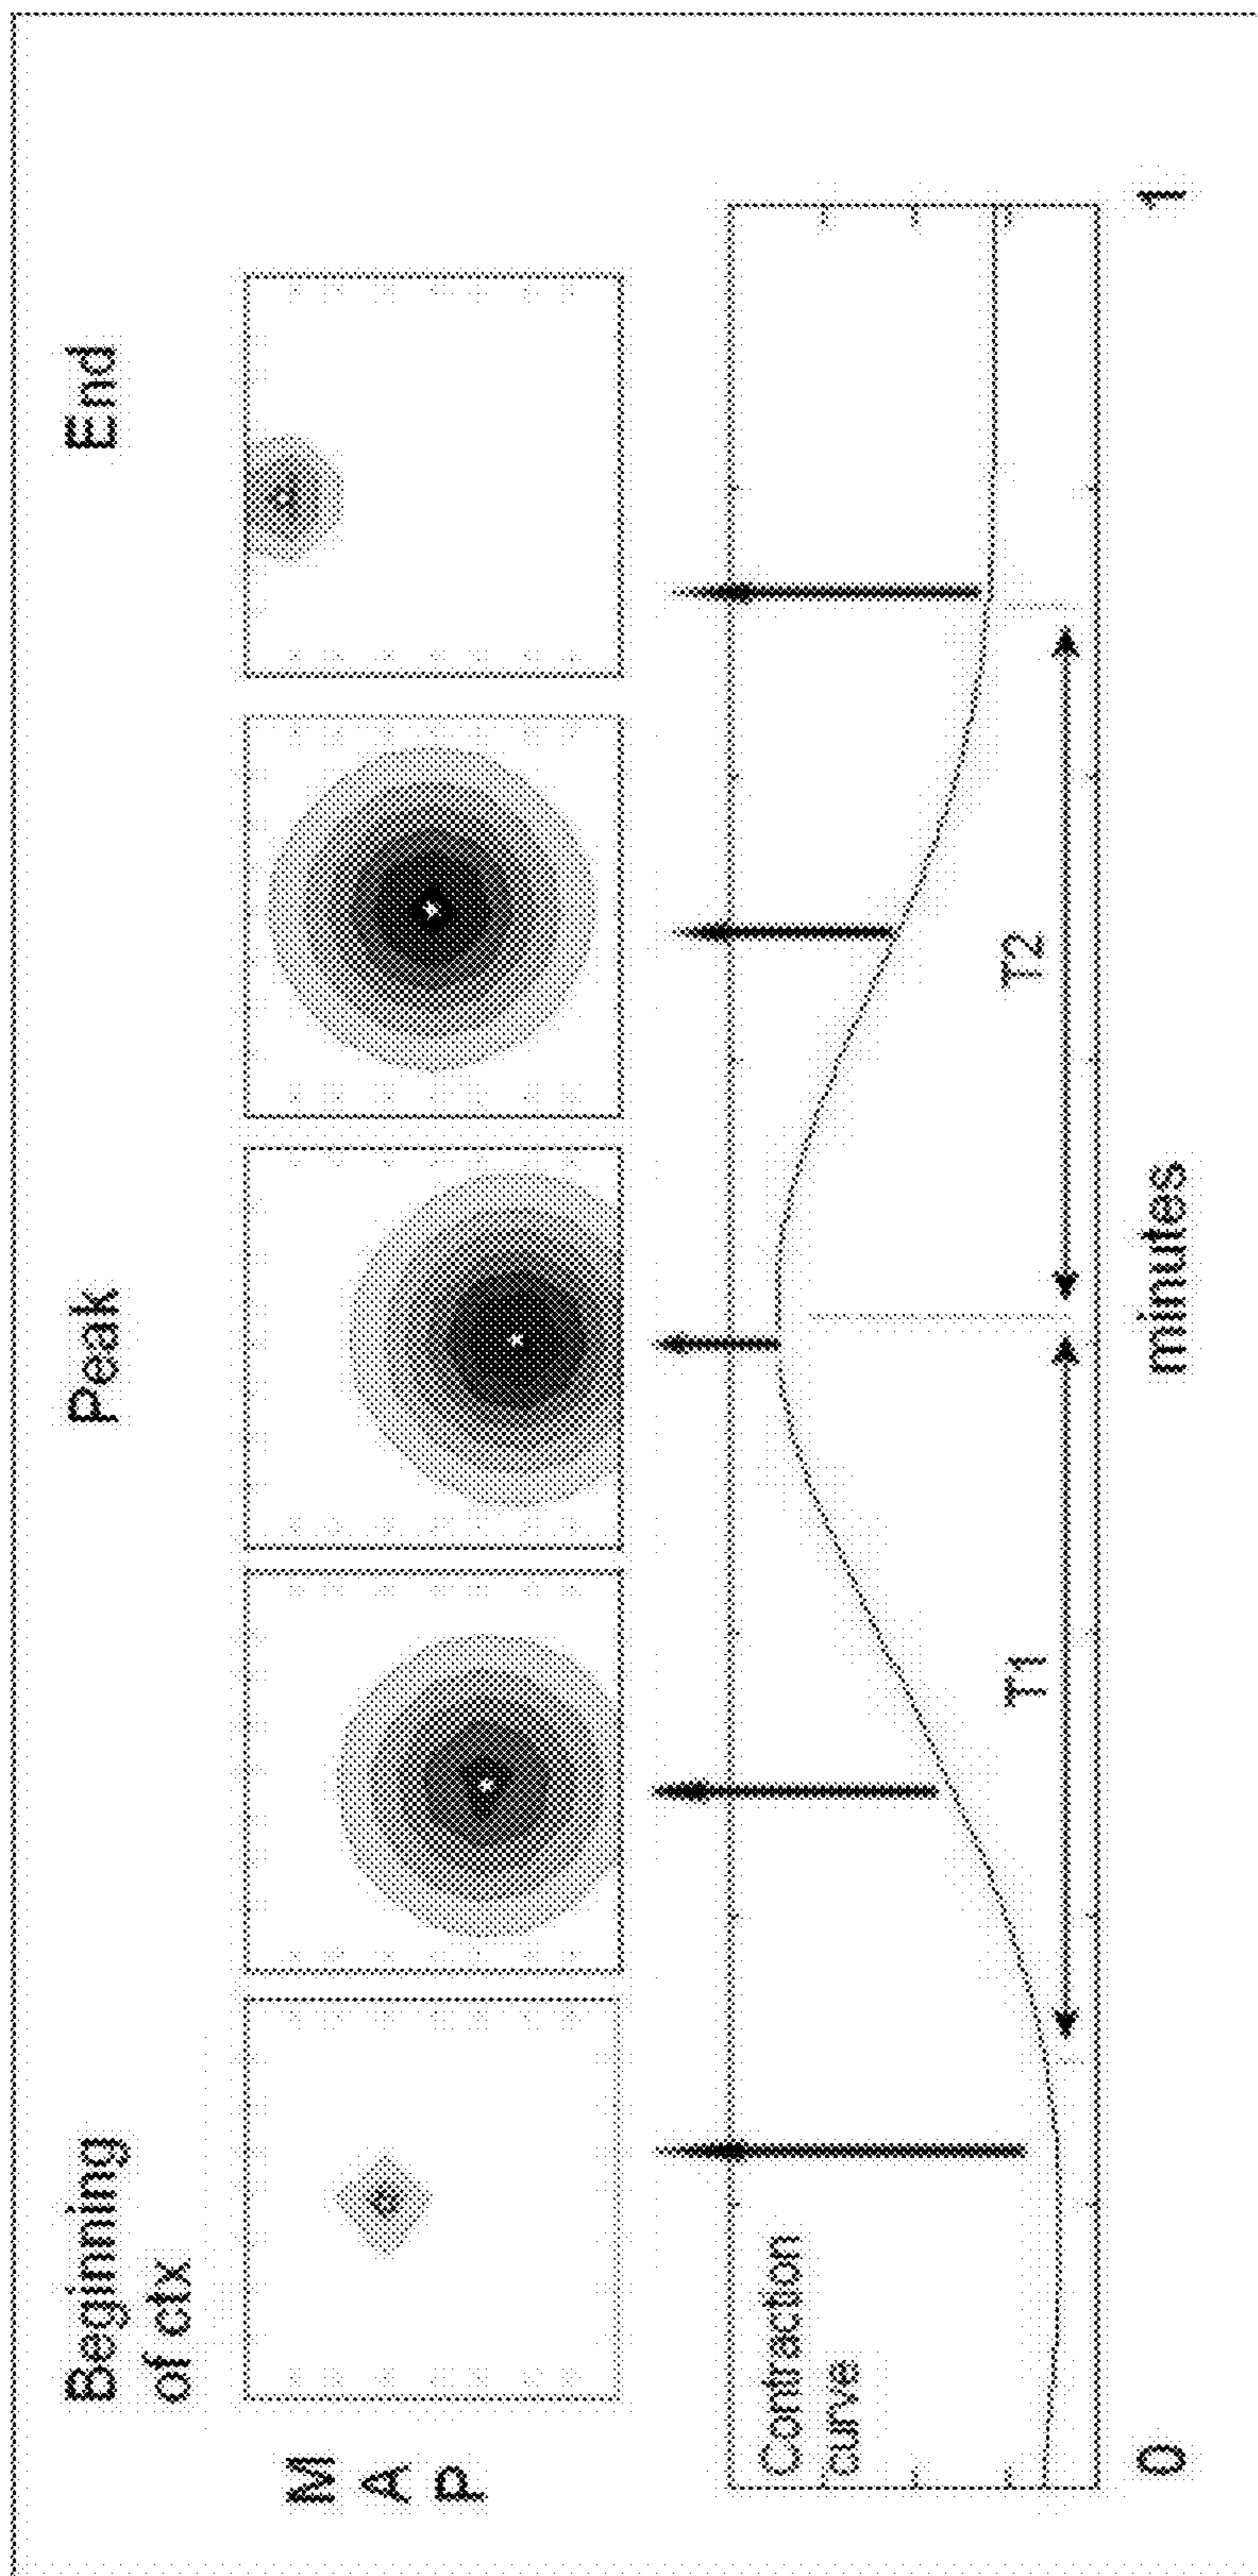 Beginning
of ctx
Peak
End
M
A
P
Contraction
curve
T1
T2
0
minutes
1